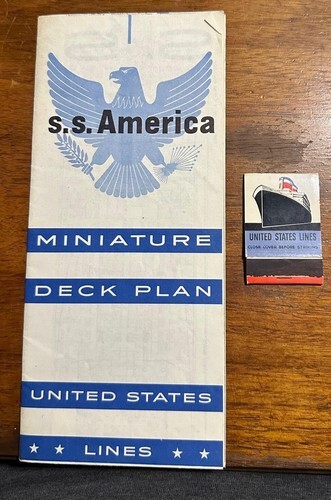 s.s. America
MINIATURE
DECK PLAN
UNITED STATES
LINES
UNITED STATES LINES
CLOSE COVER BEFORE STRIKING